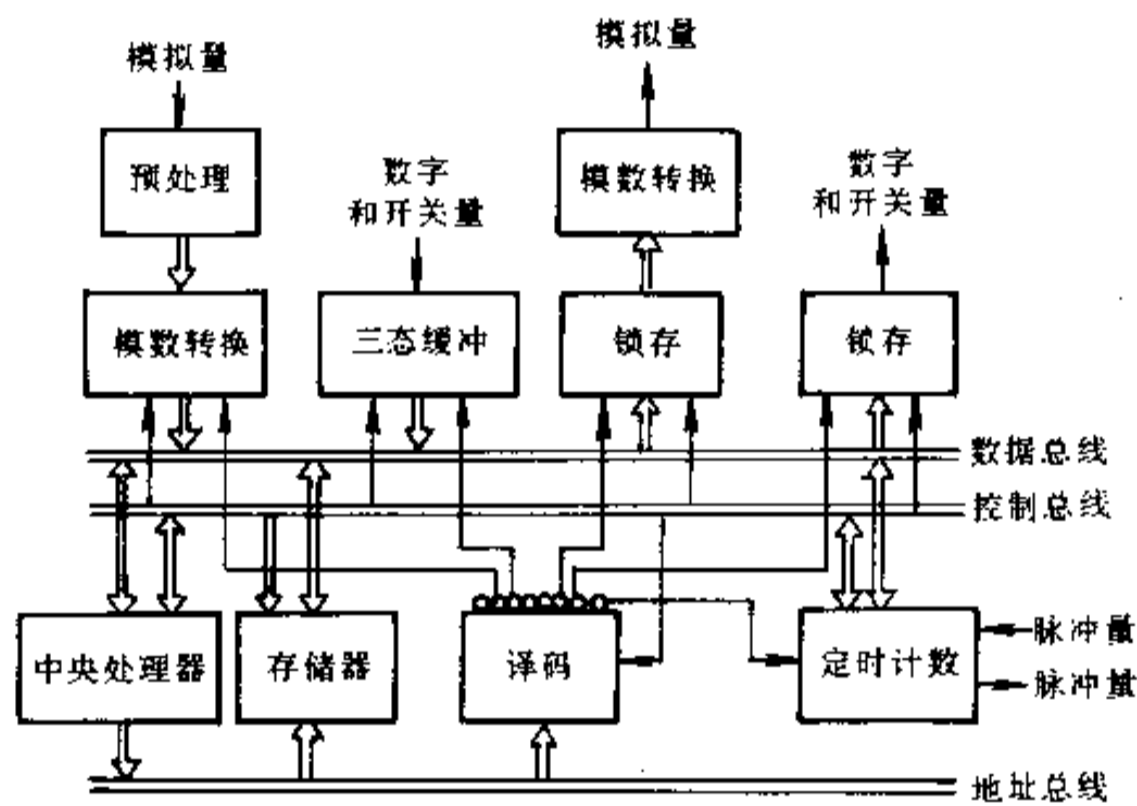 模拟量
模拟量
预处理
数字
和开关量
模数转换
数字
和开关量
模数转换
三态缓冲
锁存
锁存
数据总线
控制总线
中央处理器
存储器
译码
定时计数
脉冲量
脉冲量
地址总线